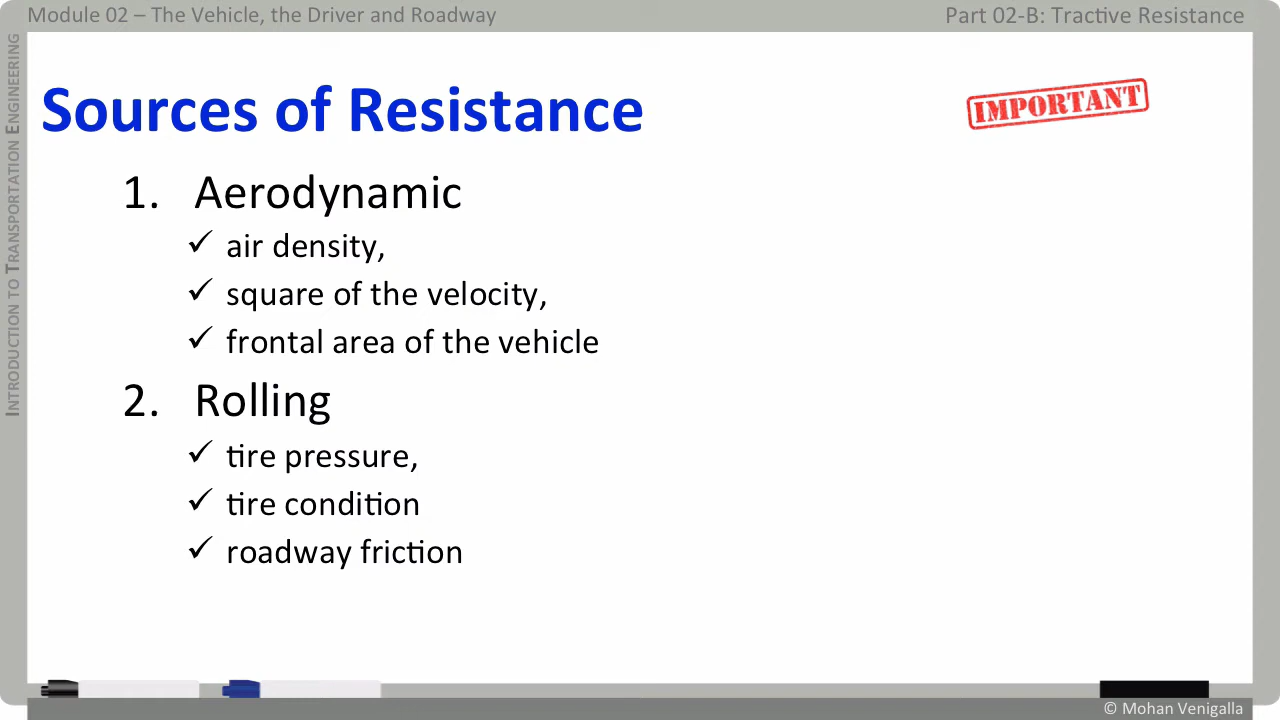 Module 02 – The Vehicle, the Driver and Roadway
Part 02-B: Tractive Resistance
INTRODUCTION TO TRANSPORTATION ENGINEERING
Sources of Resistance
IMPORTANT
1. Aerodynamic
✓ air density,
✓ square of the velocity,
✓ frontal area of the vehicle
2. Rolling
✓ tire pressure,
✓ tire condition
✓ roadway friction
© Mohan Venigalla